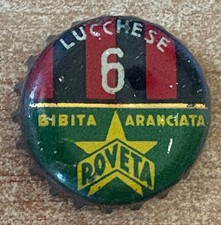 LUCCHESE
6
BIBITA ARANCIATA
ROVETA